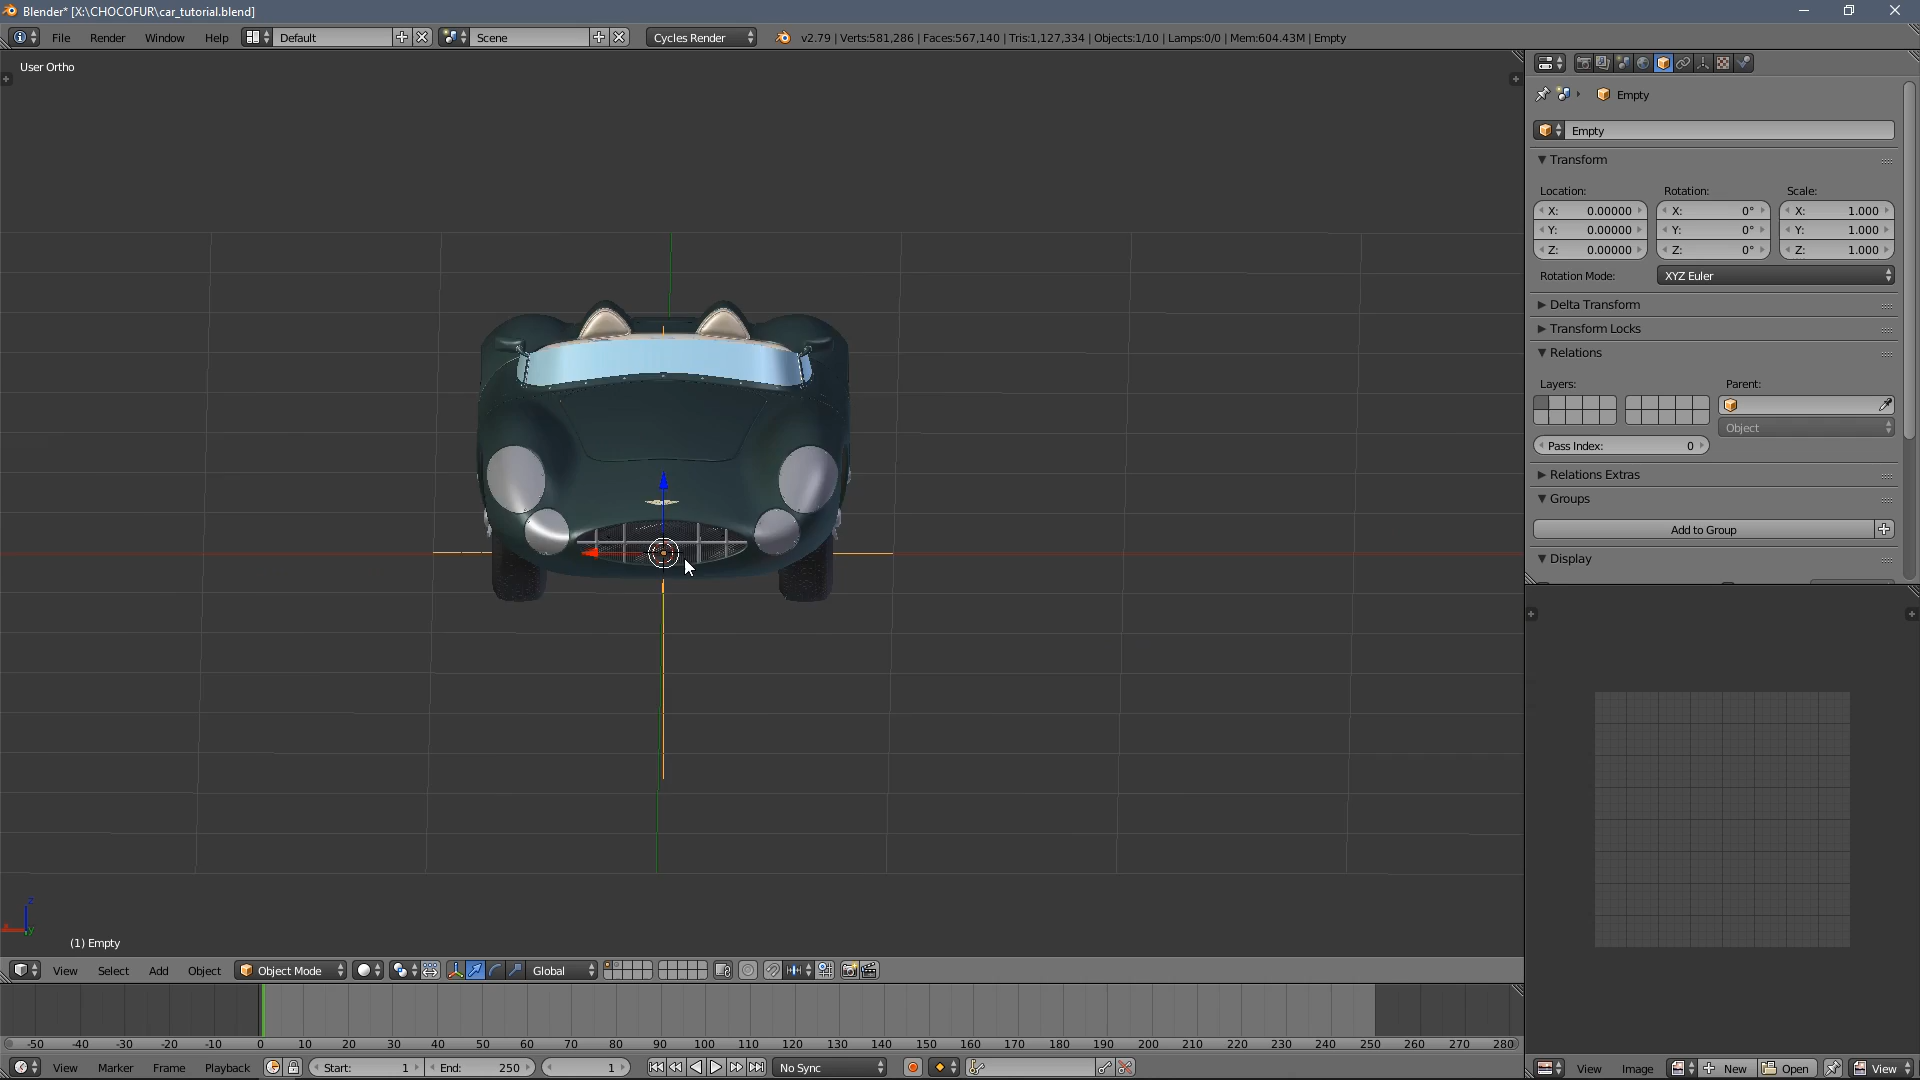 Blender* [X:\CHOCOFUR\car_tutorial.blend]
File Render Window Help Default Scene Cycles Render v2.79 | Verts:581,286 | Faces:567,140 | Tris:1,127,334 | Objects:1/10 | Lamps:0/0 | Mem:604.43M | Empty
User Ortho
Empty
Empty
Transform
Location: Rotation: Scale:
X: 0.00000 X: 0° X: 1.000
Y: 0.00000 Y: 0° Y: 1.000
Z: 0.00000 Z: 0° Z: 1.000
Rotation Mode: XYZ Euler
Delta Transform
Transform Locks
Relations
Layers: Parent:
Object
Pass Index: 0
Relations Extras
Groups
Add to Group
Display
z
y
(1) Empty
View Select Add Object Object Mode Global
-50 -40 -30 -20 -10 0 10 20 30 40 50 60 70 80 90 100 110 120 130 140 150 160 170 180 190 200 210 220 230 240 250 260 270 280
View Marker Frame Playback Start: 1 End: 250 1 No Sync
View Image New Open View